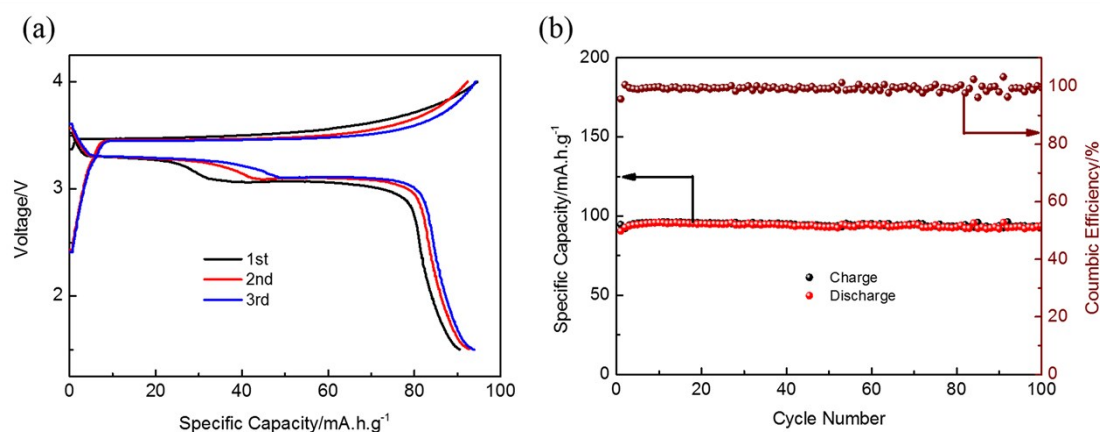 (a)
4
3
2
Voltage/V
1st
2nd
3rd
0 20 40 60 80 100
Specific Capacity/mA.h.g-1
(b)
200
150
100
50
0
Specific Capacity/mA.h.g-1
Charge
Discharge
0 20 40 60 80 100
Cycle Number
100
80
60
40
20
0
Coumbic Efficiency/%